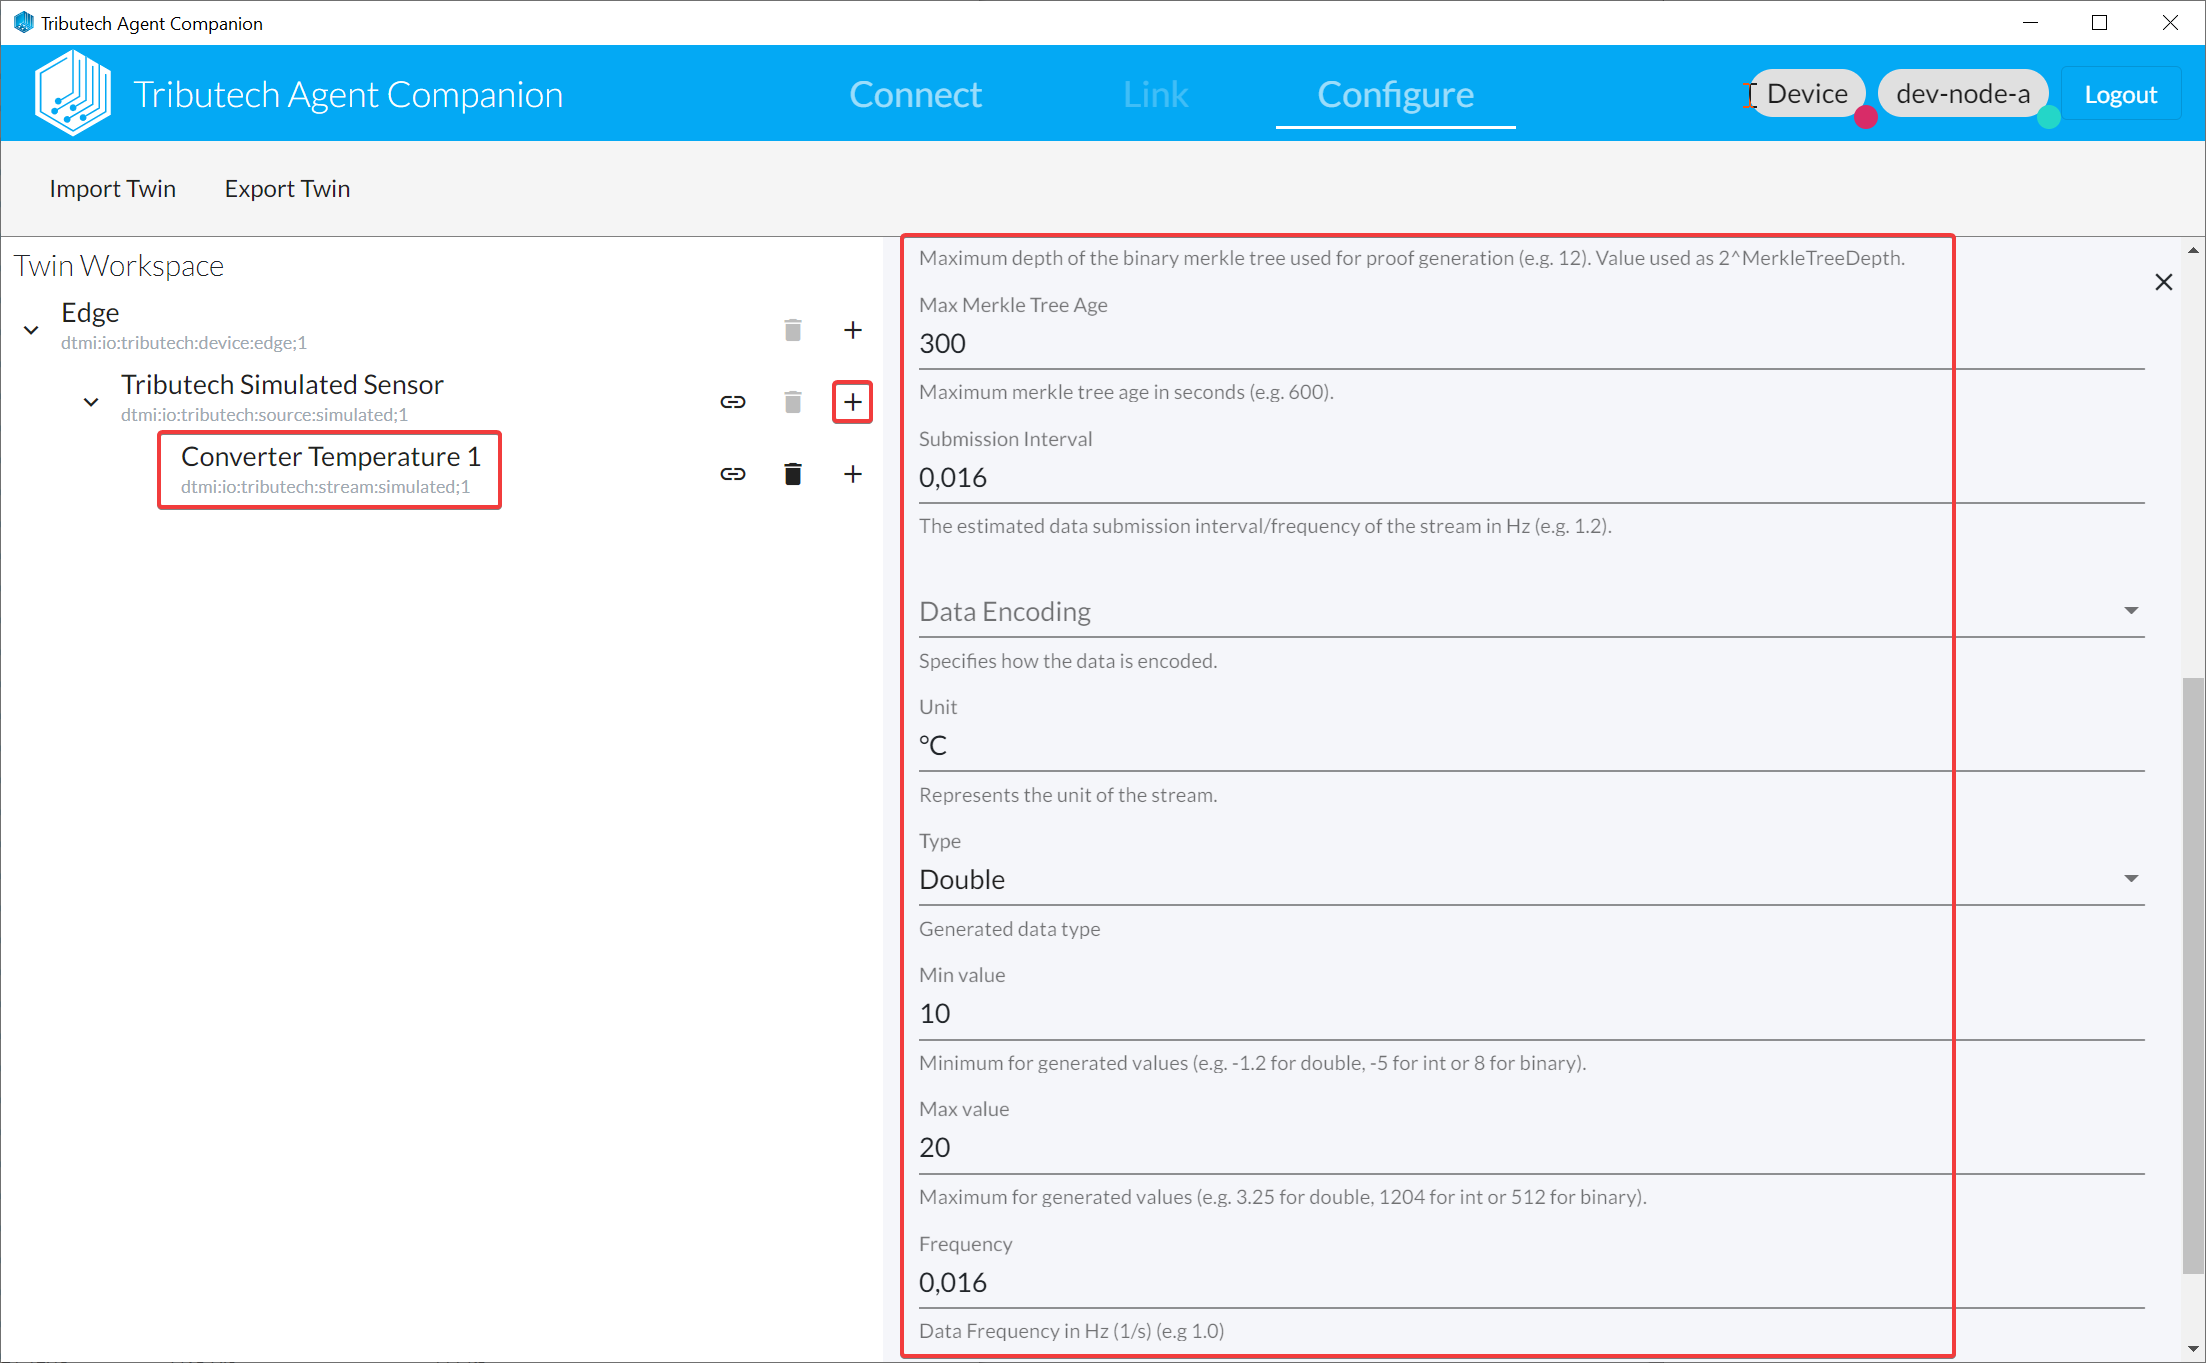 Tributech Agent Companion
Tributech Agent Companion
Connect
Link
Configure
Device
dev-node-a
Logout
Import Twin
Export Twin
Twin Workspace
Edge
dtmi:io:tributech:device:edge;1
Tributech Simulated Sensor
dtmi:io:tributech:source:simulated;1
Converter Temperature 1
dtmi:io:tributech:stream:simulated;1
Maximum depth of the binary merkle tree used for proof generation (e.g. 12). Value used as 2^MerkleTreeDepth.
Max Merkle Tree Age
300
Maximum merkle tree age in seconds (e.g. 600).
Submission Interval
0,016
The estimated data submission interval/frequency of the stream in Hz (e.g. 1.2).
Data Encoding
Specifies how the data is encoded.
Unit
°C
Represents the unit of the stream.
Type
Double
Generated data type
Min value
10
Minimum for generated values (e.g. -1.2 for double, -5 for int or 8 for binary).
Max value
20
Maximum for generated values (e.g. 3.25 for double, 1204 for int or 512 for binary).
Frequency
0,016
Data Frequency in Hz (1/s) (e.g 1.0)